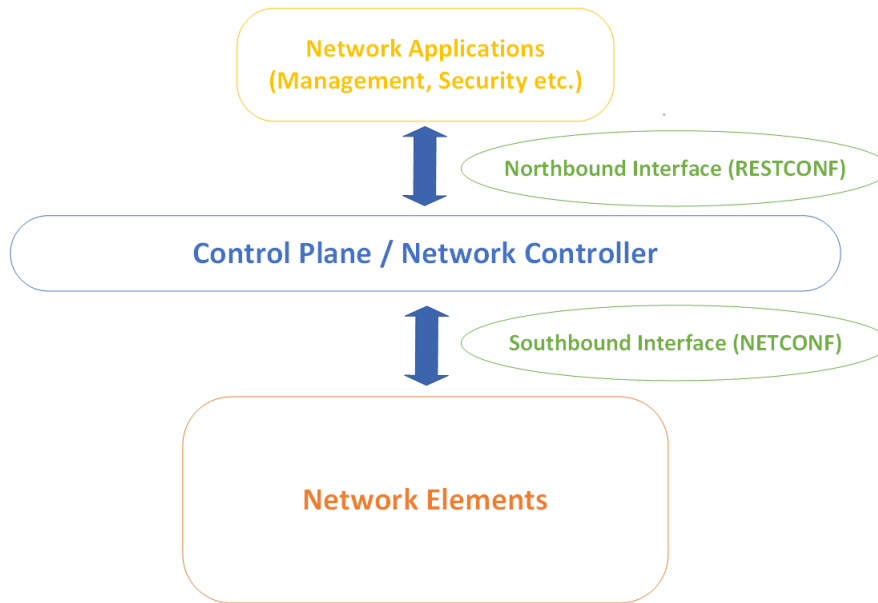 Network Applications
(Management, Security etc.)
Northbound Interface (RESTCONF)
Control Plane / Network Controller
Southbound Interface (NETCONF)
Network Elements